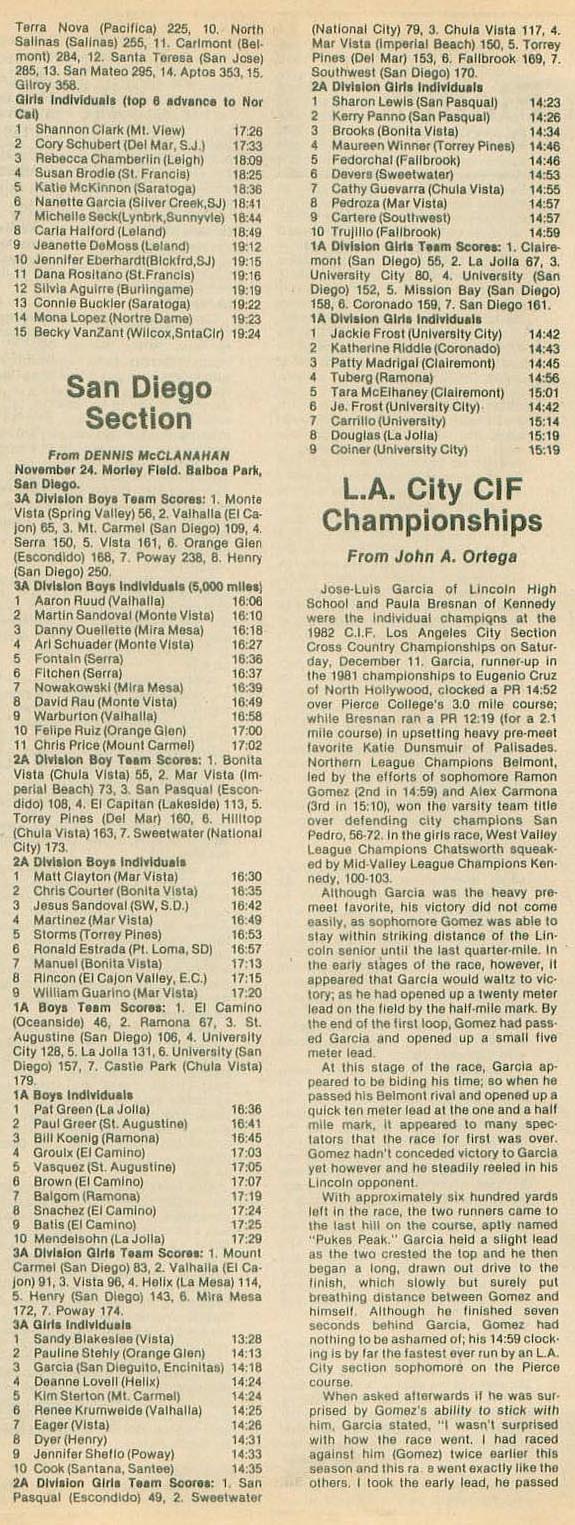 Terra Nova (Pacifica) 225, 10. North
Salinas (Salinas) 255, 11. Carlmont (Bel-
mont) 284, 12. Santa Teresa (San Jose)
285, 13. San Mateo 295, 14. Aptos 353, 15.
Gilroy 358.
Girls Individuals (top 6 advance to Nor
Cal)
1 Shannon Clark (Mt. View) 17:26
2 Cory Schubert (Del Mar, S.J.) 17:33
3 Rebecca Chamberlin (Leigh) 18:09
4 Susan Brodie (St. Francis) 18:25
5 Katie McKinnon (Saratoga) 18:36
6 Nanette Garcia (Silver Creek,SJ) 18:41
7 Michelle Seck(Lynbrk,Sunnyvle) 18:44
8 Carla Halford (Leland) 18:49
9 Jeanette DeMoss (Leland) 19:12
10 Jennifer Eberhardt(Blckfrd,SJ) 19:15
11 Dana Rositano (St.Francis) 19:16
12 Silvia Aguirre (Burlingame) 19:19
13 Connie Buckler (Saratoga) 19:22
14 Mona Lopez (Nortre Dame) 19:23
15 Becky VanZant (Wilcox,SntaClr) 19:24
San Diego
Section
From DENNIS McCLANAHAN
November 24. Morley Field. Balboa Park,
San Diego.
3A Division Boys Team Scores: 1. Monte
Vista (Spring Valley) 56, 2. Valhalla (El Ca-
jon) 65, 3. Mt. Carmel (San Diego) 109, 4.
Serra 150, 5. Vista 161, 6. Orange Glen
(Escondido) 168, 7. Poway 238, 8. Henry
(San Diego) 250.
3A Division Boys Individuals (5,000 miles)
1 Aaron Ruud (Valhalla) 16:06
2 Martin Sandoval (Monte Vista) 16:10
3 Danny Ouellette (Mira Mesa) 16:18
4 Ari Schuader (Monte Vista) 16:27
5 Fontain (Serra) 16:36
6 Fitchen (Serra) 16:37
7 Nowakowski (Mira Mesa) 16:39
8 David Rau (Monte Vista) 16:49
9 Warburton (Valhalla) 16:58
10 Felipe Ruiz (Orange Glen) 17:00
11 Chris Price (Mount Carmel) 17:02
2A Division Boy Team Scores: 1. Bonita
Vista (Chula Vista) 55, 2. Mar Vista (Im-
perial Beach) 73, 3. San Pasqual (Escon-
dido) 108, 4. El Capitan (Lakeside) 113, 5.
Torrey Pines (Del Mar) 160, 6. Hilltop
(Chula Vista) 163, 7. Sweetwater (National
City) 173.
2A Division Boys Individuals
1 Matt Clayton (Mar Vista) 16:30
2 Chris Courter (Bonita Vista) 16:35
3 Jesus Sandoval (SW, S.D.) 16:42
4 Martinez (Mar Vista) 16:49
5 Storms (Torrey Pines) 16:53
6 Ronald Estrada (Pt. Loma, SD) 16:57
7 Manuel (Bonita Vista) 17:13
8 Rincon (El Cajon Valley, E.C.) 17:15
9 William Guarino (Mar Vista) 17:20
1A Boys Team Scores: 1. El Camino
(Oceanside) 46, 2. Ramona 67, 3. St.
Augustine (San Diego) 106, 4. University
City 128, 5. La Jolla 131, 6. University (San
Diego) 157, 7. Castle Park (Chula Vista)
179.
1A Boys Individuals
1 Pat Green (La Jolla) 16:36
2 Paul Greer (St. Augustine) 16:41
3 Bill Koenig (Ramona) 16:45
4 Groulx (El Camino) 17:03
5 Vasquez (St. Augustine) 17:05
6 Brown (El Camino) 17:07
7 Balgom (Ramona) 17:19
8 Snachez (El Camino) 17:24
9 Batis (El Camino) 17:25
10 Mendelsohn (La Jolla) 17:29
3A Division Girls Team Scores: 1. Mount
Carmel (San Diego) 83, 2. Valhalla (El Ca-
jon) 91, 3. Vista 96, 4. Helix (La Mesa) 114,
5. Henry (San Diego) 143, 6. Mira Mesa
172, 7. Poway 174.
3A Girls Individuals
1 Sandy Blakeslee (Vista) 13:28
2 Pauline Stehly (Orange Glen) 14:13
3 Garcia (San Dieguito, Encinitas) 14:18
4 Deanne Lovell (Helix) 14:24
5 Kim Sterton (Mt. Carmel) 14:24
6 Renee Krumweide (Valhalla) 14:25
7 Eager (Vista) 14:26
8 Dyer (Henry) 14:31
9 Jennifer Sheflo (Poway) 14:33
10 Cook (Santana, Santee) 14:35
2A Division Girls Team Scores: 1. San
Pasqual (Escondido) 49, 2. Sweetwater
(National City) 79, 3. Chula Vista 117, 4.
Mar Vista (Imperial Beach) 150, 5. Torrey
Pines (Del Mar) 153, 6. Fallbrook 169, 7.
Southwest (San Diego) 170.
2A Division Girls Individuals
1 Sharon Lewis (San Pasqual) 14:23
2 Kerry Panno (San Pasqual) 14:26
3 Brooks (Bonita Vista) 14:34
4 Maureen Winner (Torrey Pines) 14:46
5 Fedorchal (Fallbrook) 14:46
6 Devers (Sweetwater) 14:53
7 Cathy Guevarra (Chula Vista) 14:55
8 Pedroza (Mar Vista) 14:57
9 Cartere (Southwest) 14:57
10 Trujillo (Fallbrook) 14:59
1A Division Girls Team Scores: 1. Claire-
mont (San Diego) 55, 2. La Jolla 67, 3.
University City 80, 4. University (San
Diego) 152, 5. Mission Bay (San Diego)
158, 6. Coronado 159, 7. San Diego 161.
1A Division Girls Individuals
1 Jackie Frost (University City) 14:42
2 Katherine Riddle (Coronado) 14:43
3 Patty Madrigal (Clairemont) 14:45
4 Tuberg (Ramona) 14:56
5 Tara McElhaney (Clairemont) 15:01
6 Je. Frost (University City) 14:42
7 Carrillo (University) 15:14
8 Douglas (La Jolla) 15:19
9 Coiner (University City) 15:19
L.A. City CIF
Championships
From John A. Ortega
Jose-Luis Garcia of Lincoln High
School and Paula Bresnan of Kennedy
were the individual champions at the
1982 C.I.F. Los Angeles City Section
Cross Country Championships on Satur-
day, December 11. Garcia, runner-up in
the 1981 championships to Eugenio Cruz
of North Hollywood, clocked a PR 14:52
over Pierce College's 3.0 mile course;
while Bresnan ran a PR 12:19 (for a 2.1
mile course) in upsetting heavy pre-meet
favorite Katie Dunsmuir of Palisades.
Northern League Champions Belmont,
led by the efforts of sophomore Ramon
Gomez (2nd in 14:59) and Alex Carmona
(3rd in 15:10), won the varsity team title
over defending city champions San
Pedro, 56-72. In the girls race, West Valley
League Champions Chatsworth squeak-
ed by Mid-Valley League Champions Ken-
nedy, 100-103.
Although Garcia was the heavy pre-
meet favorite, his victory did not come
easily, as sophomore Gomez was able to
stay within striking distance of the Lin-
coln senior until the last quarter-mile. In
the early stages of the race, however, it
appeared that Garcia would waltz to vic-
tory; as he had opened up a twenty meter
lead on the field by the half-mile mark. By
the end of the first loop, Gomez had pass-
ed Garcia and opened up a small five
meter lead.
At this stage of the race, Garcia ap-
peared to be biding his time; so when he
passed his Belmont rival and opened up a
quick ten meter lead at the one and a half
mile mark, it appeared to many spec-
tators that the race for first was over.
Gomez hadn't conceded victory to Garcia
yet however and he steadily reeled in his
Lincoln opponent.
With approximately six hundred yards
left in the race, the two runners came to
the last hill on the course, aptly named
"Pukes Peak." Garcia held a slight lead
as the two crested the top and he then
began a long, drawn out drive to the
finish, which slowly but surely put
breathing distance between Gomez and
himself. Although he finished seven
seconds behind Garcia, Gomez had
nothing to be ashamed of; his 14:59 clock-
ing is by far the fastest ever run by an L.A.
City section sophomore on the Pierce
course.
When asked afterwards if he was sur-
prised by Gomez's ability to stick with
him, Garcia stated, "I wasn't surprised
with how the race went. I had raced
against him (Gomez) twice earlier this
season and this ra e went exactly like the
others. I took the early lead, he passed